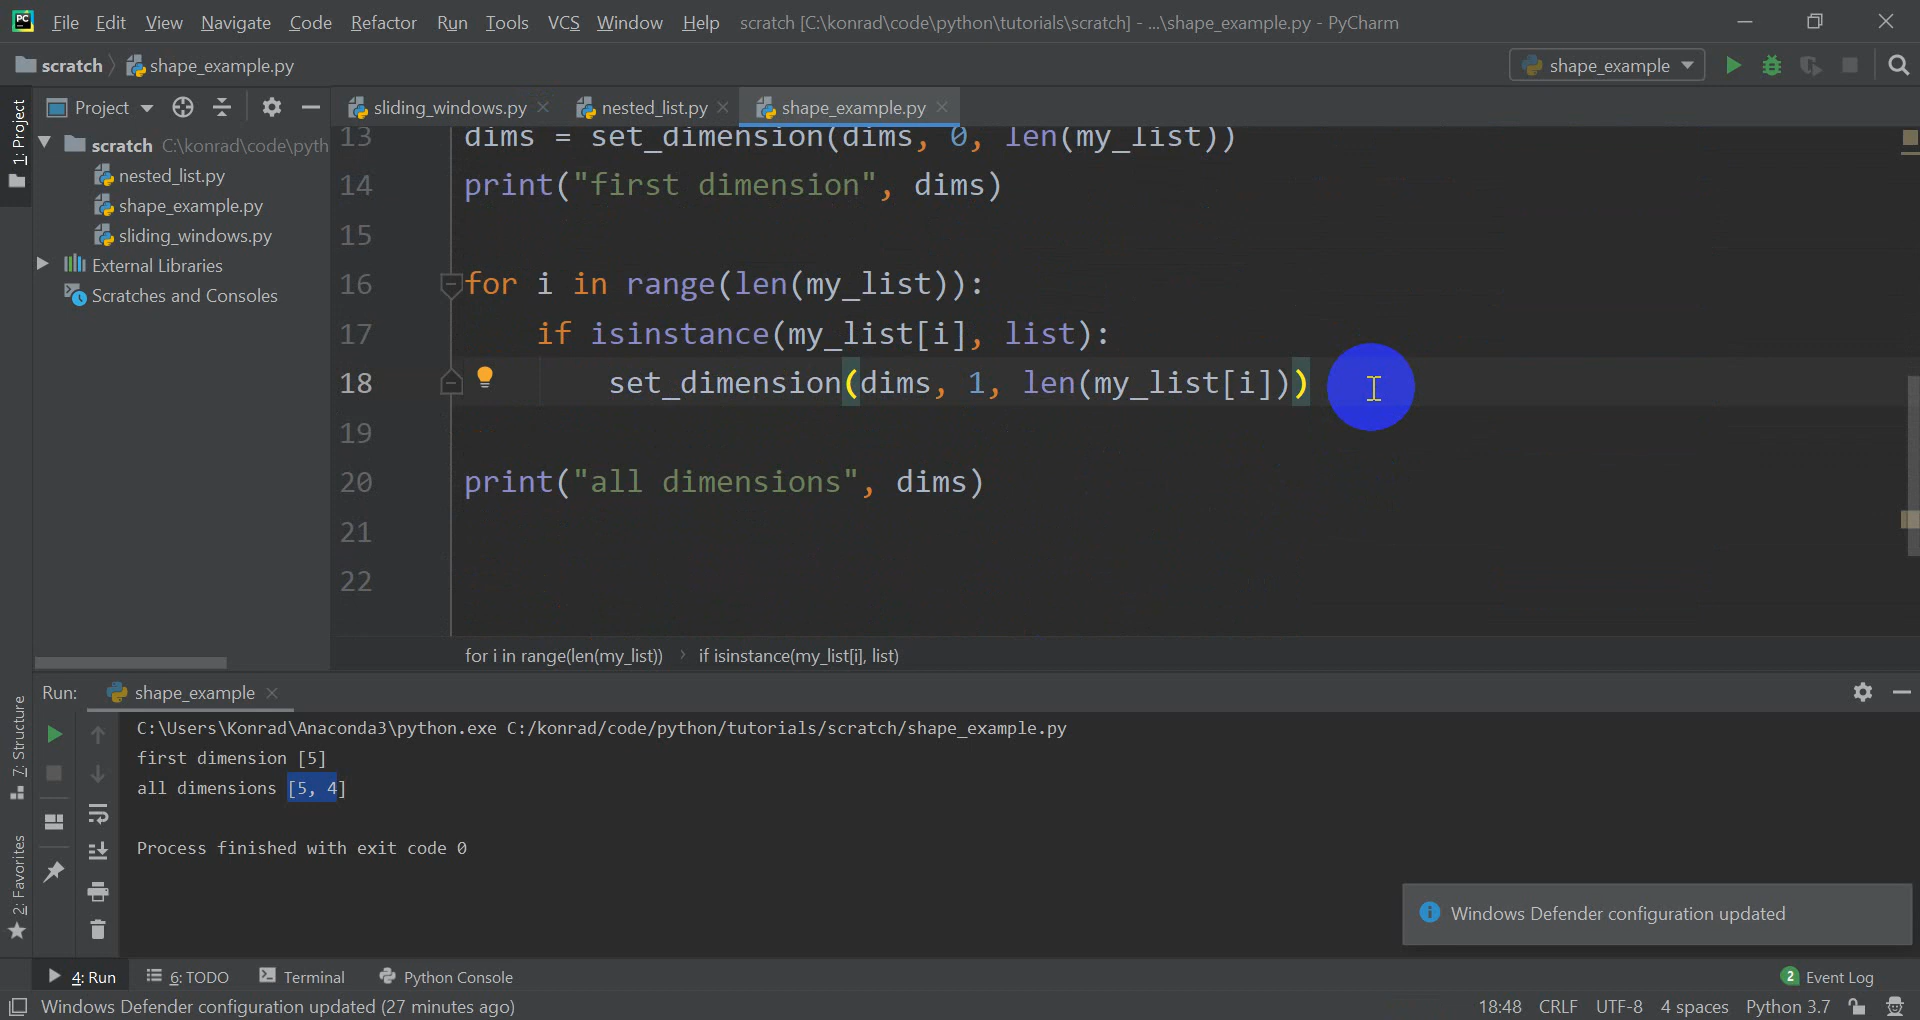 File Edit View Navigate Code Refactor Run Tools VCS Window Help scratch [C:\konrad\code\python\tutorials\scratch] - ...\shape_example.py - PyCharm
scratch shape_example.py shape_example
1: Project
Project
sliding_windows.py nested_list.py shape_example.py
scratch C:\konrad\code\pyth
nested_list.py
shape_example.py
sliding_windows.py
External Libraries
Scratches and Consoles
13 dims = set_dimension(dims, 0, len(my_list))
14 print("first dimension", dims)
15
16 for i in range(len(my_list)):
17 if isinstance(my_list[i], list):
18 set_dimension(dims, 1, len(my_list[i]))
19
20 print("all dimensions", dims)
21
22
for i in range(len(my_list)) › if isinstance(my_list[i], list)
7: Structure
2: Favorites
Run: shape_example
C:\Users\Konrad\Anaconda3\python.exe C:/konrad/code/python/tutorials/scratch/shape_example.py
first dimension [5]
all dimensions [5, 4]
Process finished with exit code 0
Windows Defender configuration updated
4: Run 6: TODO Terminal Python Console 2 Event Log
Windows Defender configuration updated (27 minutes ago) 18:48 CRLF UTF-8 4 spaces Python 3.7